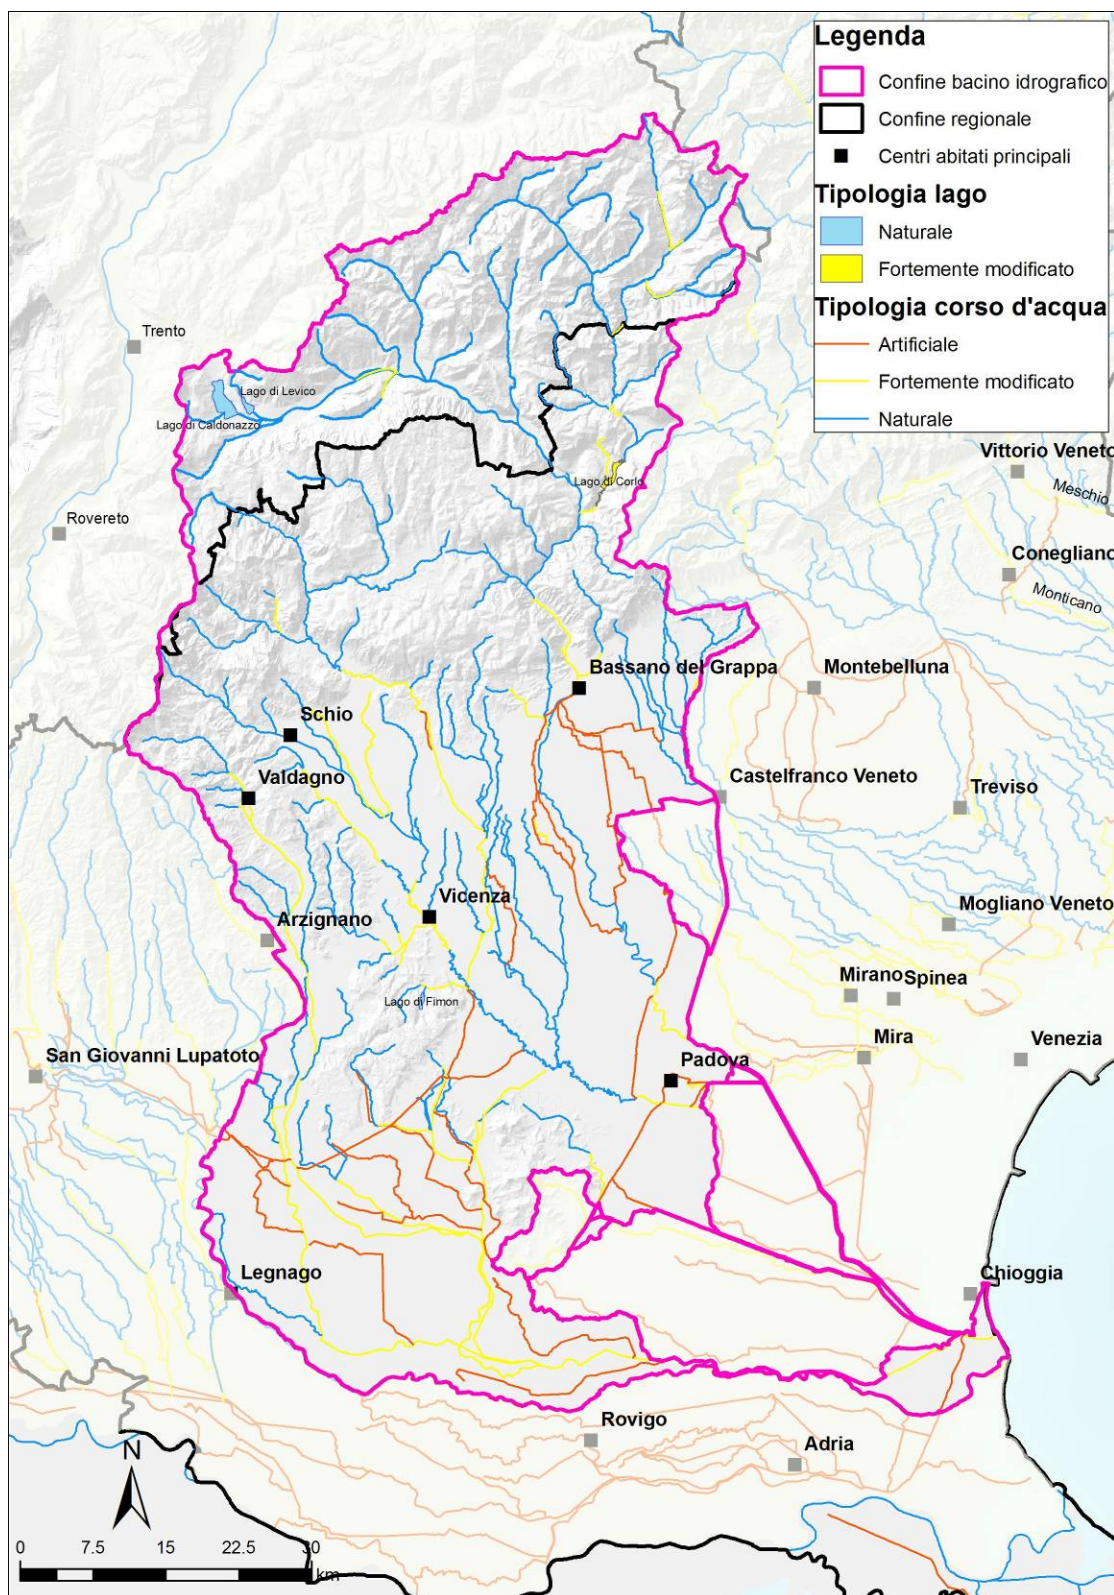 Legenda
Confine bacino idrografico
Confine regionale
Centri abitati principali
Tipologia lago
Naturale
Fortemente modificato
Tipologia corso d'acqua
Artificiale
Fortemente modificato
Naturale
Trento
Lago di Levico
Lago di Caldonazzo
Vittorio Veneto
Lago di Corlo
Meschio
Rovereto
Conegliano
Monticano
Bassano del Grappa
Montebelluna
Schio
Valdagno
Castelfranco Veneto
Treviso
Vicenza
Mogliano Veneto
Arzignano
Mirano
Spinea
Lago di Fimon
Mira
Venezia
San Giovanni Lupatoto
Padova
Legnago
Chioggia
Rovigo
Adria
N
0 7.5 15 22.5 30
km